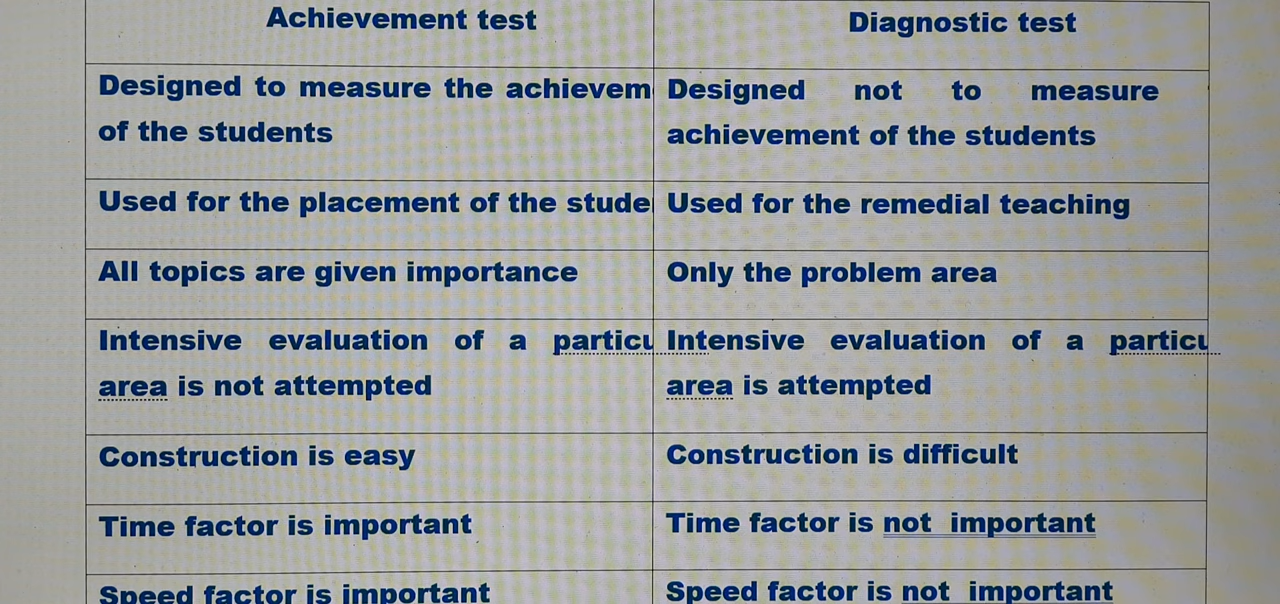 Achievement test
Diagnostic test
Designed to measure the achievem
of the students
Designed not to measure
achievement of the students
Used for the placement of the stude
Used for the remedial teaching
All topics are given importance
Only the problem area
Intensive evaluation of a particu
area is not attempted
Intensive evaluation of a particu
area is attempted
Construction is easy
Construction is difficult
Time factor is important
Time factor is not important
Speed factor is important
Speed factor is not important